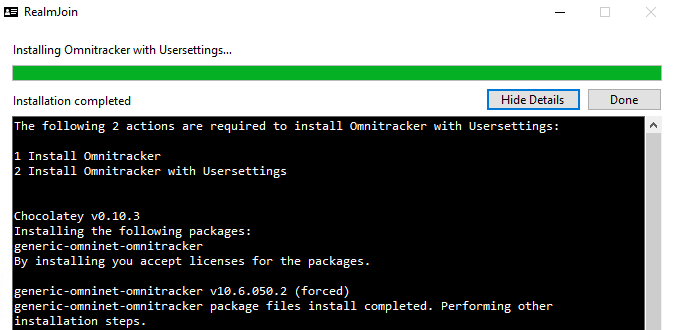 RealmJoin
Installing Omnitracker with Usersettings...
Installation completed
Hide Details
Done
The following 2 actions are required to install Omnitracker with Usersettings:
1 Install Omnitracker
2 Install Omnitracker with Usersettings
Chocolatey v0.10.3
Installing the following packages:
generic-omninet-omnitracker
By installing you accept licenses for the packages.
generic-omninet-omnitracker v10.6.050.2 (forced)
generic-omninet-omnitracker package files install completed. Performing other
installation steps.